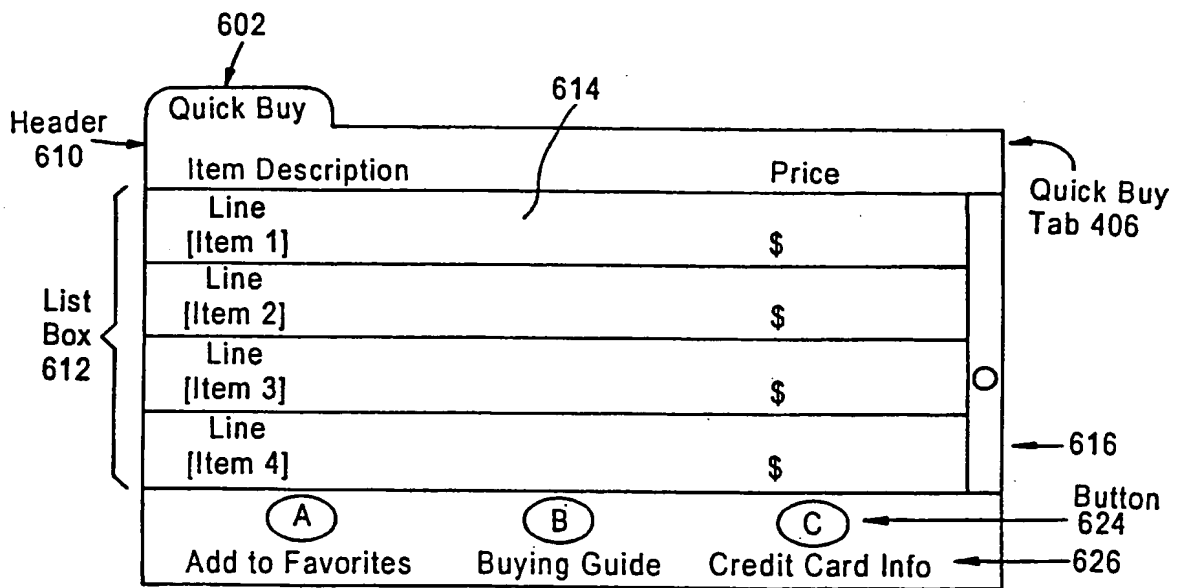 602
Quick Buy
614
Header
610
Item Description
Price
Quick Buy
Tab 406
List
Box
612
Line
[Item 1]
$
Line
[Item 2]
$
Line
[Item 3]
$
Line
[Item 4]
$
616
A
B
C
Button
624
Add to Favorites
Buying Guide
Credit Card Info
626